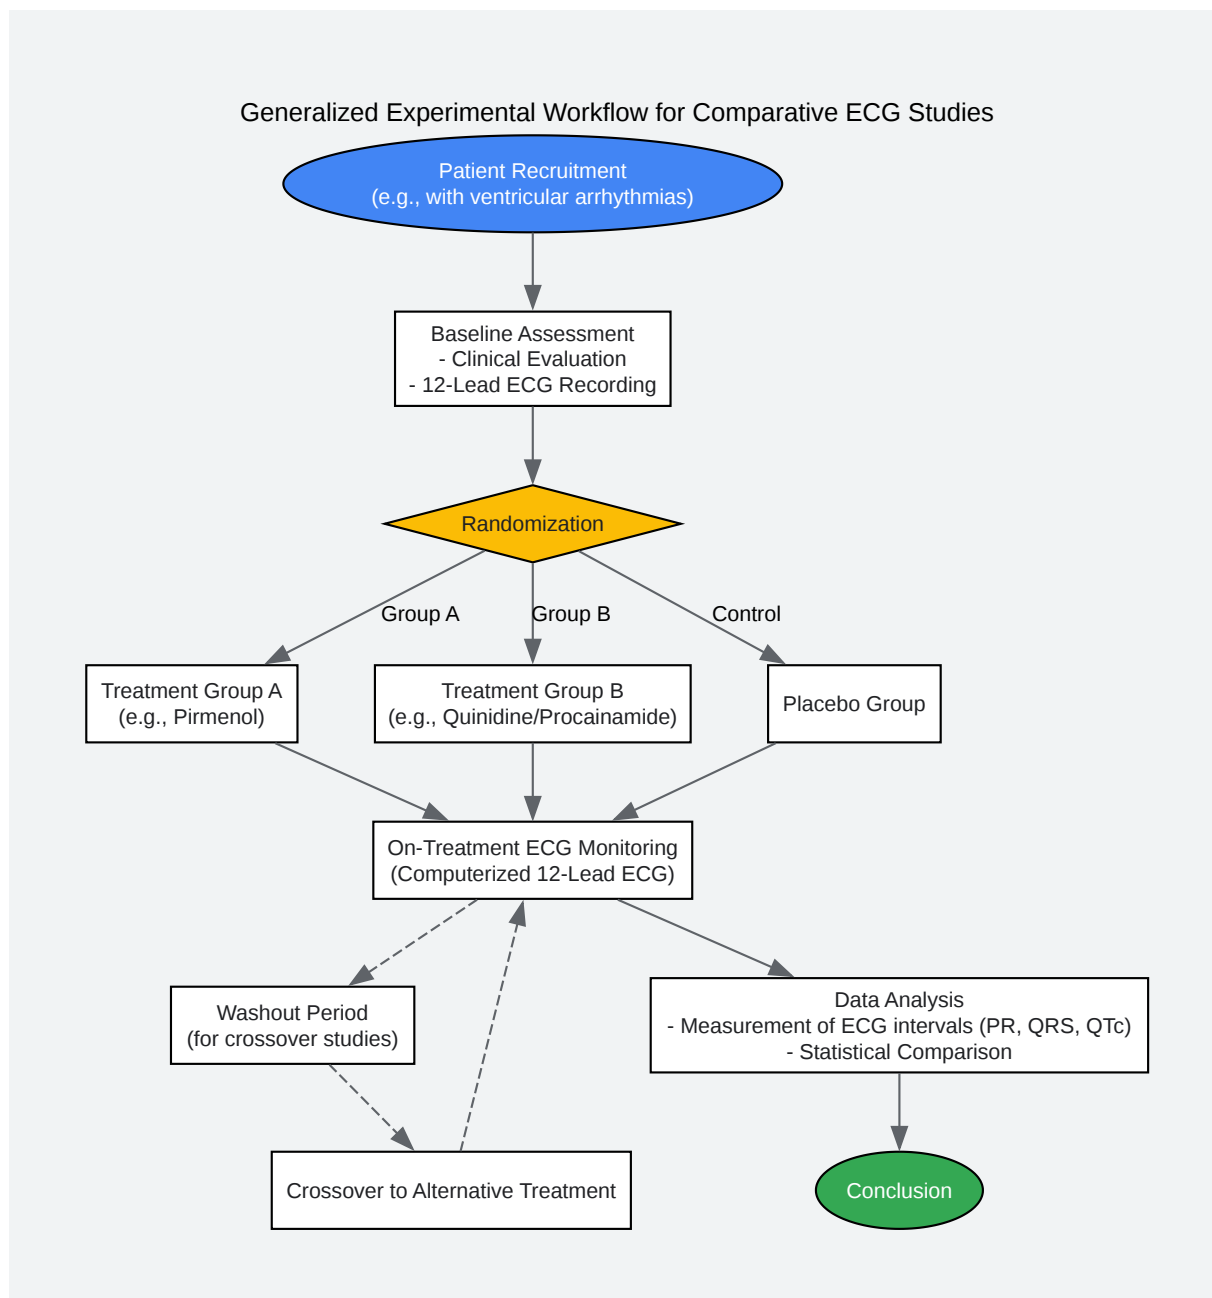 Generalized Experimental Workflow for Comparative ECG Studies
Patient Recruitment
(e.g., with ventricular arrhythmias)
Baseline Assessment
- Clinical Evaluation
- 12-Lead ECG Recording
Randomization
Group A
Group B
Control
Treatment Group A
(e.g., Pirmenol)
Treatment Group B
(e.g., Quinidine/Procainamide)
Placebo Group
On-Treatment ECG Monitoring
(Computerized 12-Lead ECG)
Washout Period
(for crossover studies)
Data Analysis
- Measurement of ECG intervals (PR, QRS, QTc)
- Statistical Comparison
Crossover to Alternative Treatment
Conclusion